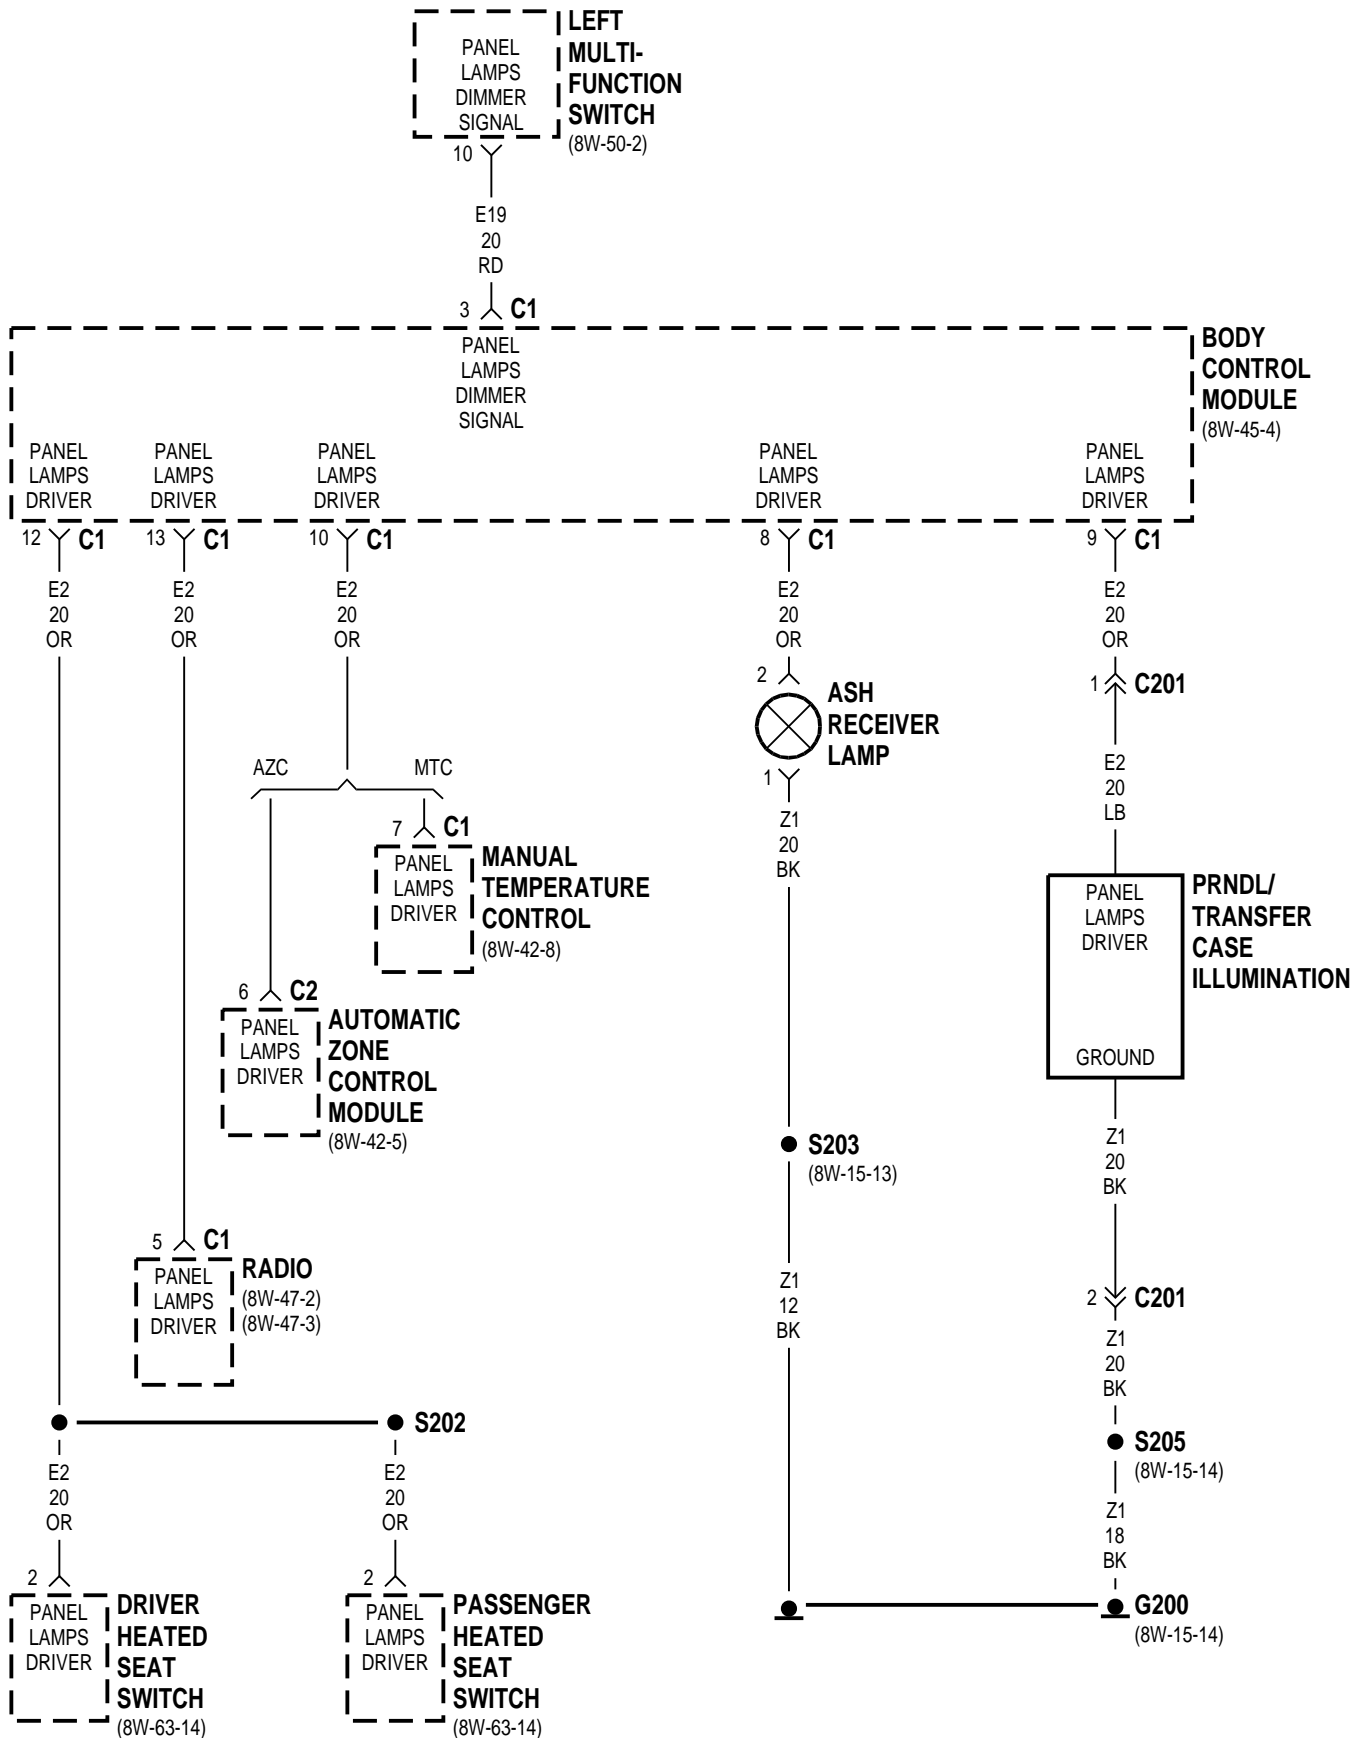 LEFT
MULTI-
FUNCTION
SWITCH
(8W-50-2)
PANEL
LAMPS
DIMMER
SIGNAL
10
E19
20
RD
3
C1
BODY
CONTROL
MODULE
(8W-45-4)
PANEL
LAMPS
DIMMER
SIGNAL
PANEL
LAMPS
DRIVER
PANEL
LAMPS
DRIVER
PANEL
LAMPS
DRIVER
PANEL
LAMPS
DRIVER
PANEL
LAMPS
DRIVER
12 C1
13 C1
10 C1
8 C1
9 C1
E2
20
OR
E2
20
OR
E2
20
OR
E2
20
OR
E2
20
OR
2
ASH
RECEIVER
LAMP
1
1 C201
AZC
MTC
E2
20
LB
Z1
20
BK
7 C1
PANEL
LAMPS
DRIVER
MANUAL
TEMPERATURE
CONTROL
(8W-42-8)
PANEL
LAMPS
DRIVER
GROUND
PRNDL/
TRANSFER
CASE
ILLUMINATION
6 C2
PANEL
LAMPS
DRIVER
AUTOMATIC
ZONE
CONTROL
MODULE
(8W-42-5)
S203
(8W-15-13)
Z1
20
BK
5 C1
PANEL
LAMPS
DRIVER
RADIO
(8W-47-2)
(8W-47-3)
Z1
12
BK
2 C201
Z1
20
BK
S202
S205
(8W-15-14)
E2
20
OR
E2
20
OR
Z1
18
BK
2
PANEL
LAMPS
DRIVER
DRIVER
HEATED
SEAT
SWITCH
(8W-63-14)
2
PANEL
LAMPS
DRIVER
PASSENGER
HEATED
SEAT
SWITCH
(8W-63-14)
G200
(8W-15-14)